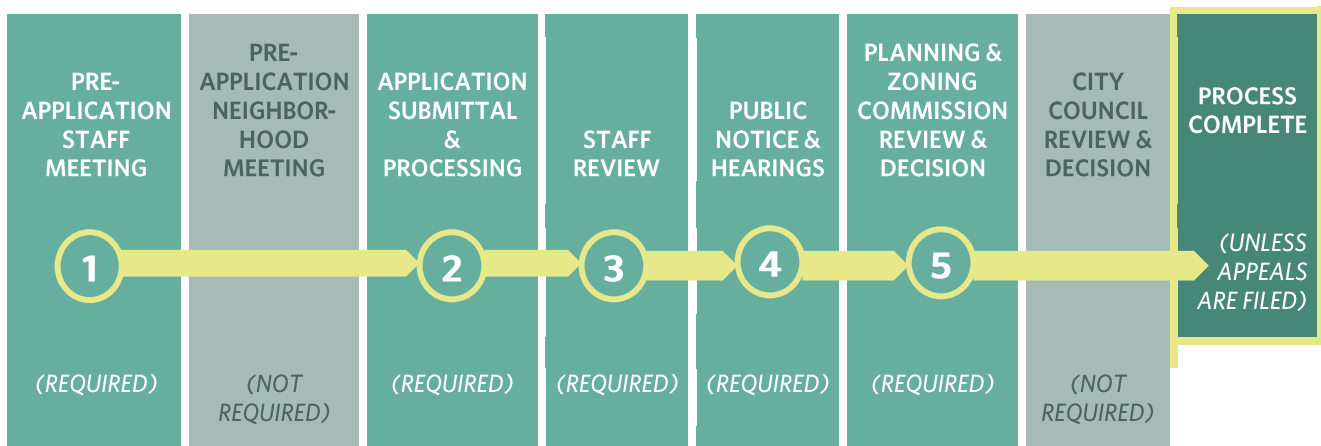 PRE-
APPLICATION
STAFF
MEETING
1
(REQUIRED)
PRE-
APPLICATION
NEIGHBOR-
HOOD
MEETING
(NOT
REQUIRED)
APPLICATION
SUBMITTAL
&
PROCESSING
2
(REQUIRED)
STAFF
REVIEW
3
(REQUIRED)
PUBLIC
NOTICE &
HEARINGS
4
(REQUIRED)
PLANNING &
ZONING
COMMISSION
REVIEW &
DECISION
5
(REQUIRED)
CITY
COUNCIL
REVIEW &
DECISION
(NOT
REQUIRED)
PROCESS
COMPLETE
(UNLESS
APPEALS
ARE FILED)